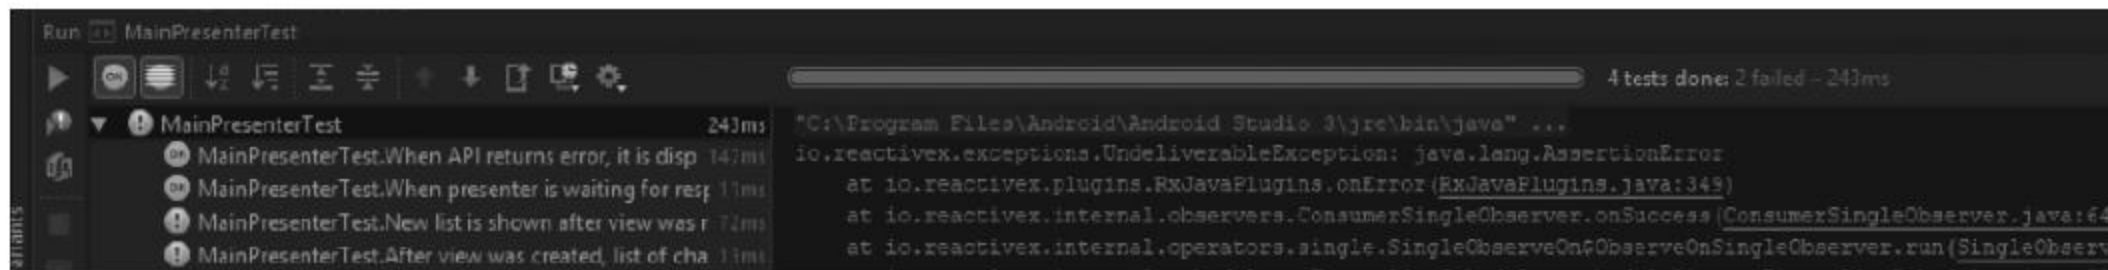 Run MainPresenterTest
4 tests done: 2 failed – 243ms
MainPresenterTest 243ms
OK MainPresenterTest.When API returns error, it is disp 147ms
OK MainPresenterTest.When presenter is waiting for resp 11ms
MainPresenterTest.New list is shown after view was r 72ms
MainPresenterTest.After view was created, list of cha 13ms
"C:\Program Files\Android\Android Studio 3\jre\bin\java" ...
io.reactivex.exceptions.UndeliverableException: java.lang.AssertionError
at io.reactivex.plugins.RxJavaPlugins.onError(RxJavaPlugins.java:349)
at io.reactivex.internal.observers.ConsumerSingleObserver.onSuccess(ConsumerSingleObserver.java:64
at io.reactivex.internal.operators.single.SingleObserveOn$ObserveOnSingleObserver.run(SingleObserv